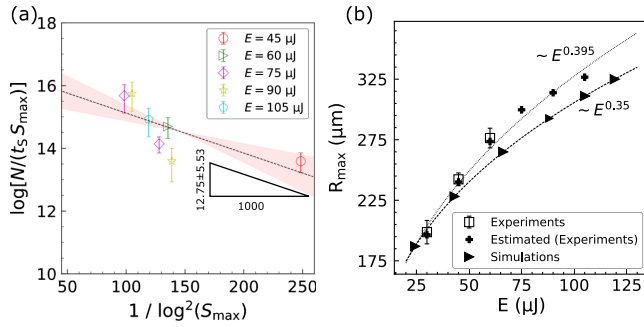 (a)
18
16
14
12
10
50
100
150
200
250
log[N/(t_S S_max)]
1 / log²(S_max)
E = 45 μJ
E = 60 μJ
E = 75 μJ
E = 90 μJ
E = 105 μJ
12.75±5.53
1000
(b)
375
325
275
225
175
0
25
50
75
100
125
R_max (μm)
E (μJ)
~ E^0.395
~ E^0.35
Experiments
Estimated (Experiments)
Simulations